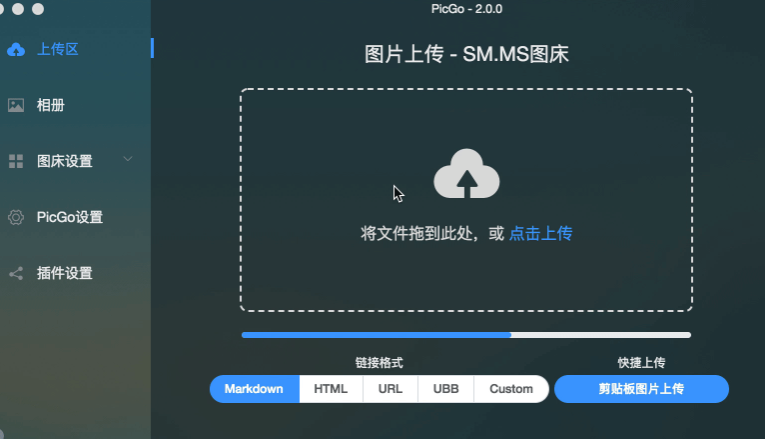 PicGo - 2.0.0
上传区
相册
图床设置
PicGo设置
插件设置
图片上传 - SM.MS图床
将文件拖到此处，或 点击上传
链接格式
快捷上传
Markdown HTML URL UBB Custom
剪贴板图片上传